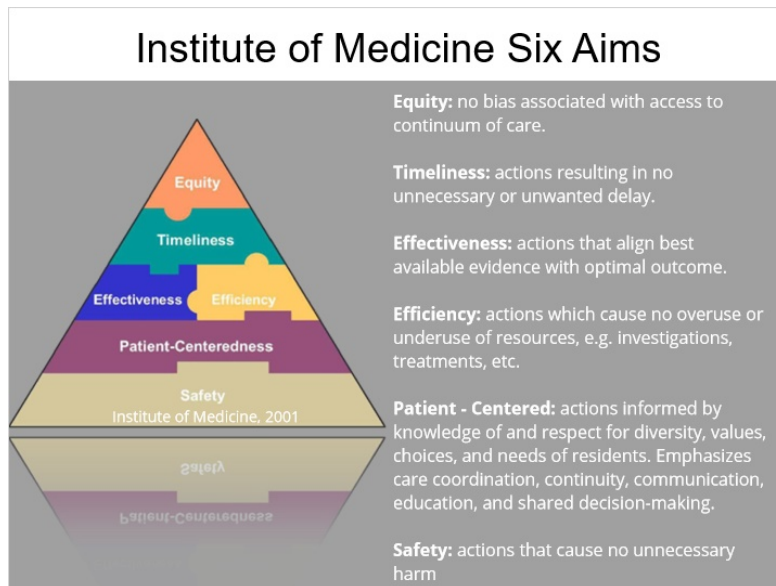 Institute of Medicine Six Aims
Equity
Timeliness
Effectiveness
Efficiency
Patient-Centeredness
Safety
Institute of Medicine, 2001
Safety
Patient-Centeredness
Equity: no bias associated with access to
continuum of care.
Timeliness: actions resulting in no
unnecessary or unwanted delay.
Effectiveness: actions that align best
available evidence with optimal outcome.
Efficiency: actions which cause no overuse or
underuse of resources, e.g. investigations,
treatments, etc.
Patient - Centered: actions informed by
knowledge of and respect for diversity, values,
choices, and needs of residents. Emphasizes
care coordination, continuity, communication,
education, and shared decision-making.
Safety: actions that cause no unnecessary
harm